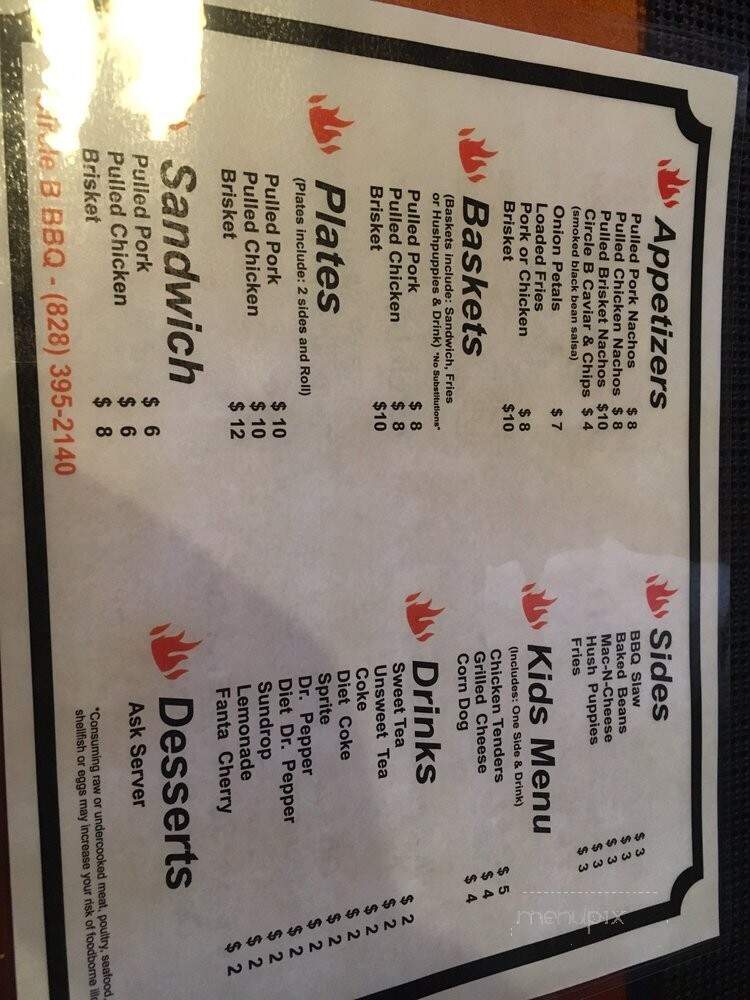 Appetizers
Pulled Pork Nachos $ 8
Pulled Chicken Nachos $ 8
Pulled Brisket Nachos $10
Circle B Caviar & Chips $ 4
(smoked black bean salsa)
Onion Petals $ 7
Loaded Fries
Pork or Chicken $ 8
Brisket $10
Baskets
(Baskets include: Sandwich, Fries
or Hushpuppies & Drink) *No Substitutions*
Pulled Pork $ 8
Pulled Chicken $ 8
Brisket $10
Plates
(Plates include: 2 sides and Roll)
Pulled Pork $ 10
Pulled Chicken $ 10
Brisket $ 12
Sandwich
Pulled Pork $ 6
Pulled Chicken $ 6
Brisket $ 8
Circle B BBQ - (828) 395-2140
Sides
BBQ Slaw $ 3
Baked Beans $ 3
Mac-N-Cheese $ 3
Hush Puppies $ 3
Fries $ 3
Kids Menu
(Includes: One Side & Drink)
Chicken Tenders $ 5
Grilled Cheese $ 4
Corn Dog $ 4
Drinks
Sweet Tea $ 2
Unsweet Tea $ 2
Coke $ 2
Diet Coke $ 2
Sprite $ 2
Dr. Pepper $ 2
Diet Dr. Pepper $ 2
Sundrop $ 2
Lemonade $ 2
Fanta Cherry $ 2
Desserts
Ask Server
*Consuming raw or undercooked meat, poultry, seafood,
shellfish or eggs may increase your risk of foodborne
menupix